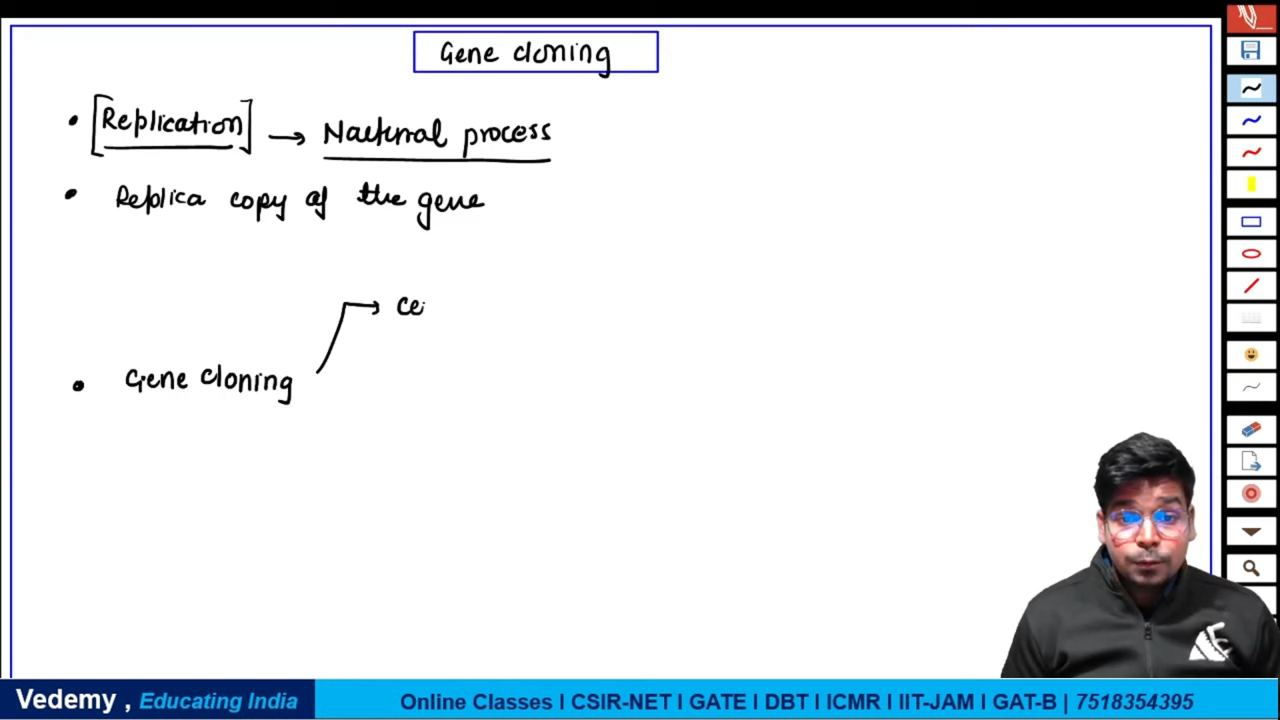 Gene cloning
• [Replication] → Natural process
• Replica copy of the gene
→ ce
• Gene cloning
Vedemy , Educating India
Online Classes I CSIR-NET I GATE I DBT I ICMR I IIT-JAM I GAT-B | 7518354395